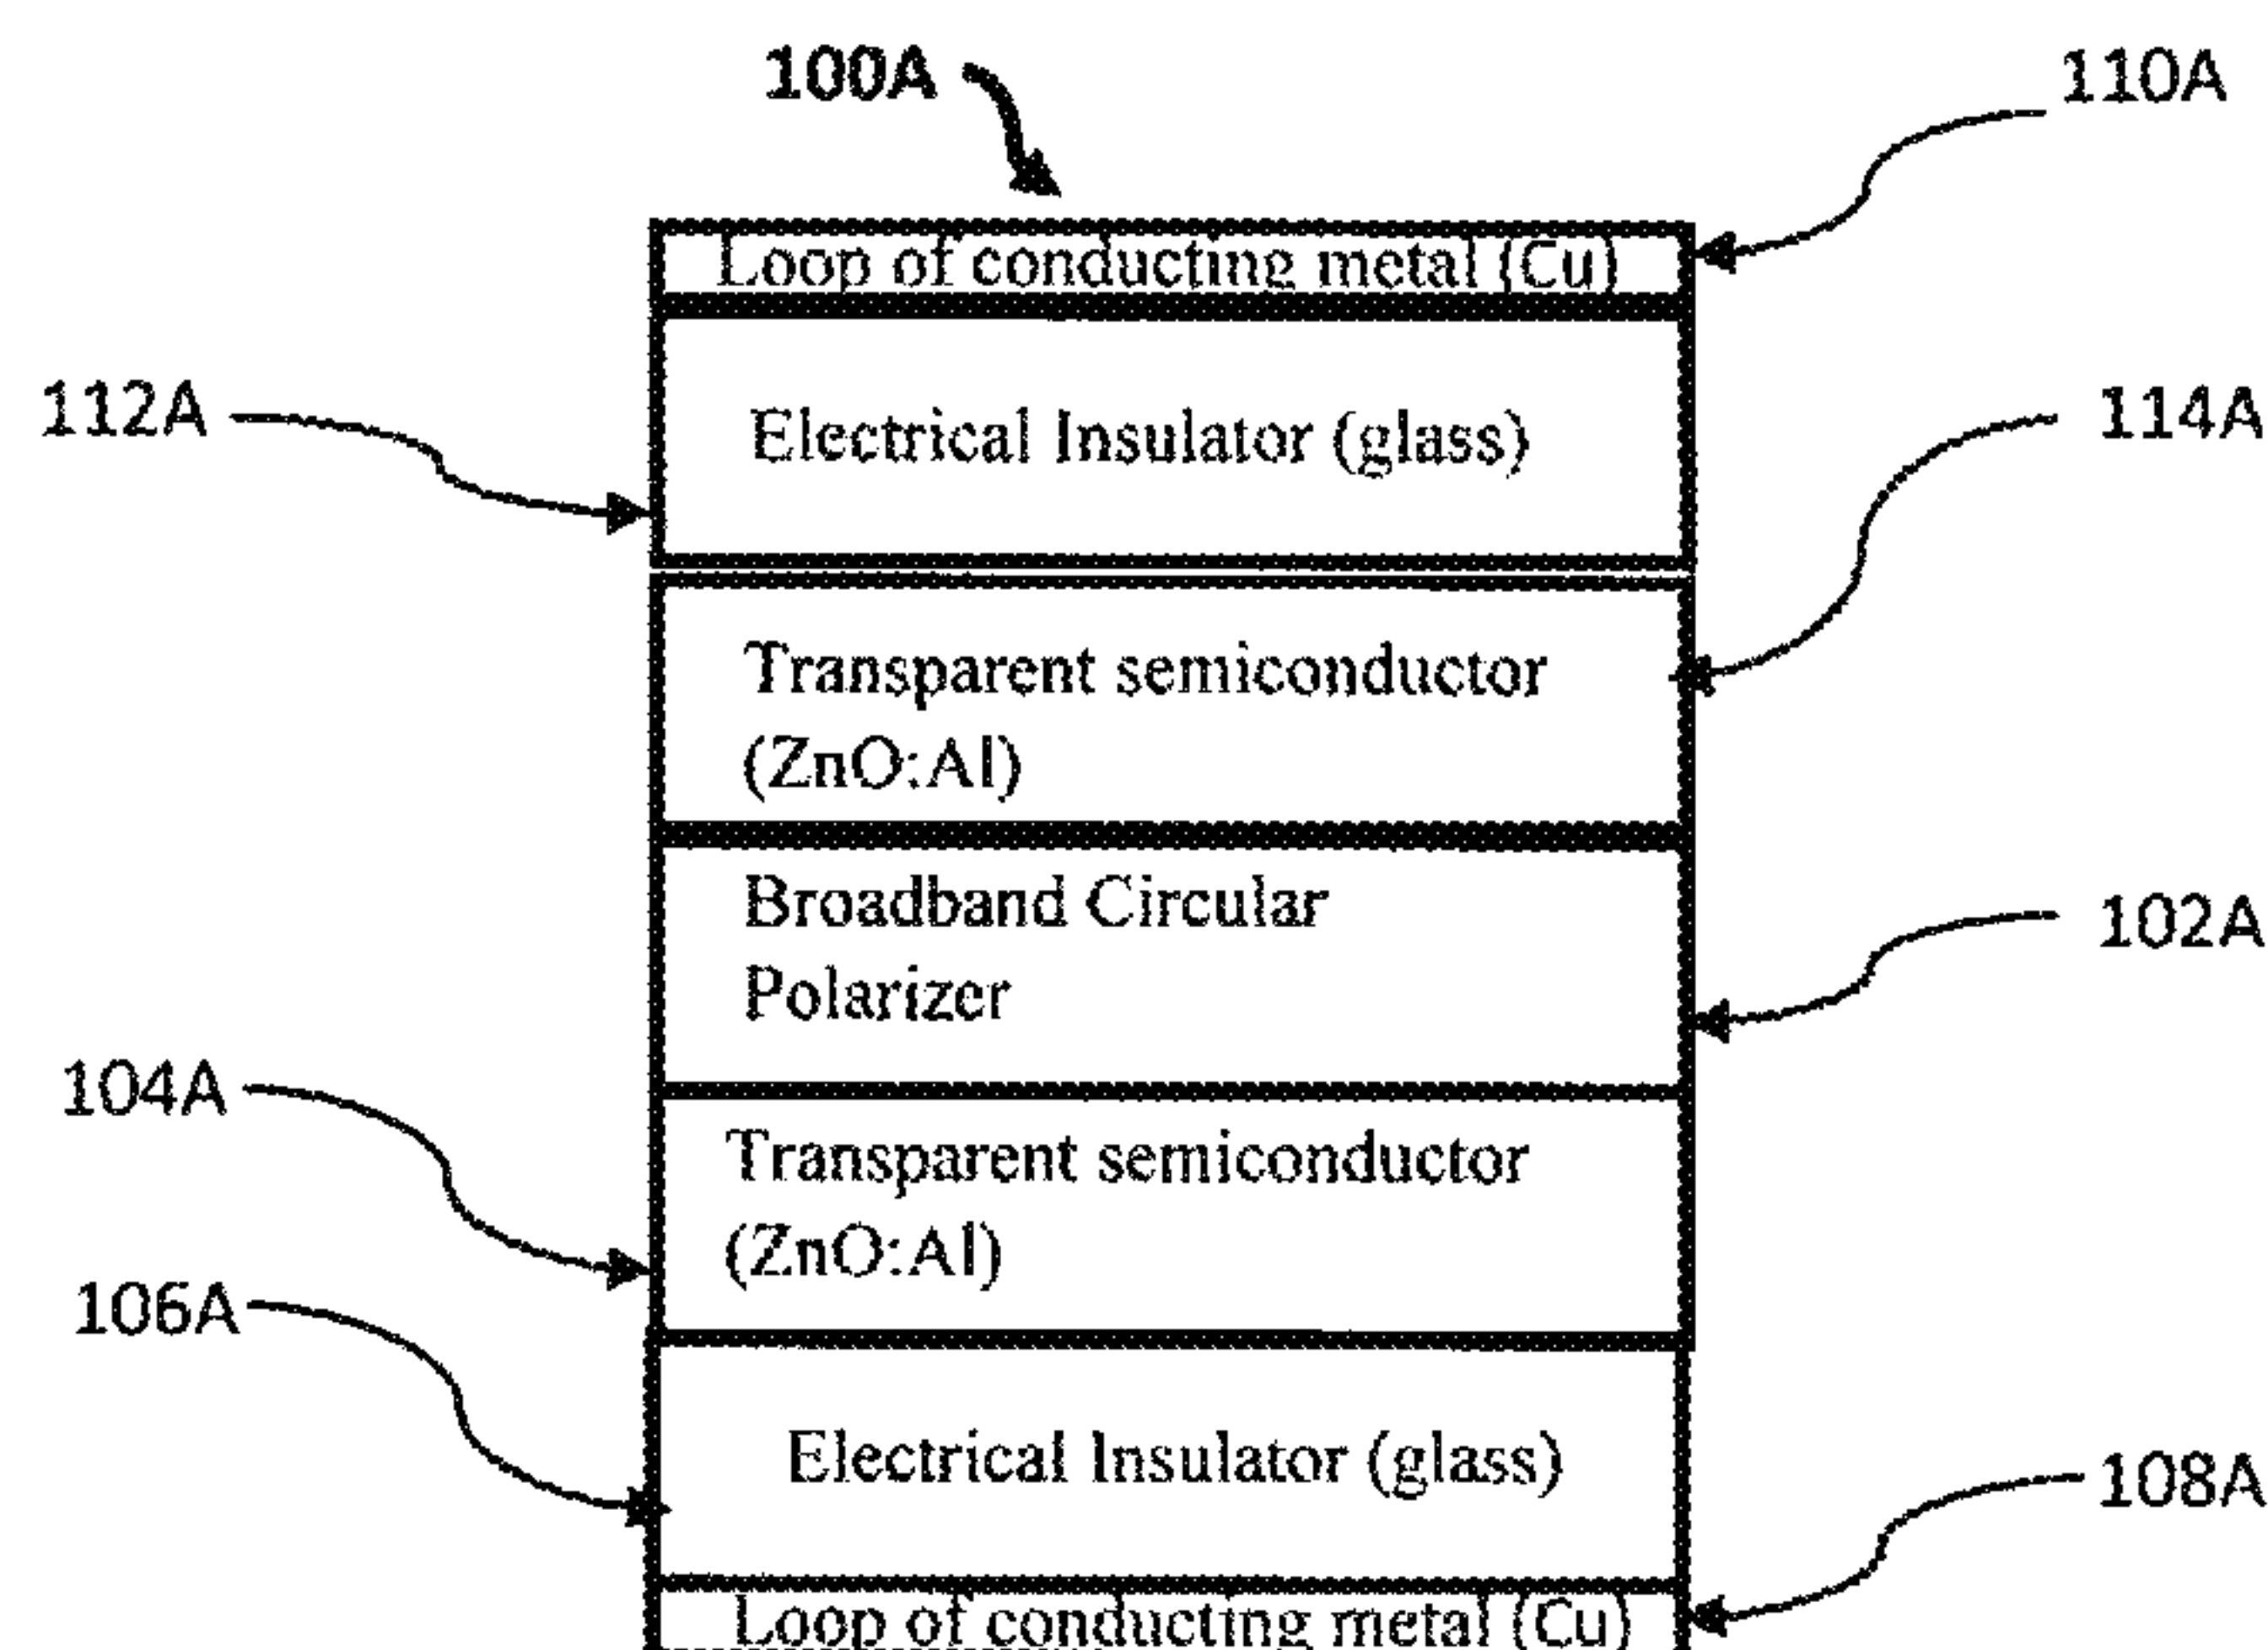 100A
110A
Loop of conducting metal (Cu)
112A
Electrical Insulator (glass)
114A
Transparent semiconductor
(ZnO:Al)
Broadband Circular
102A
Polarizer
104A
Transparent semiconductor
(ZnO:Al)
106A
Electrical Insulator (glass)
108A
Loop of conducting metal (Cu)